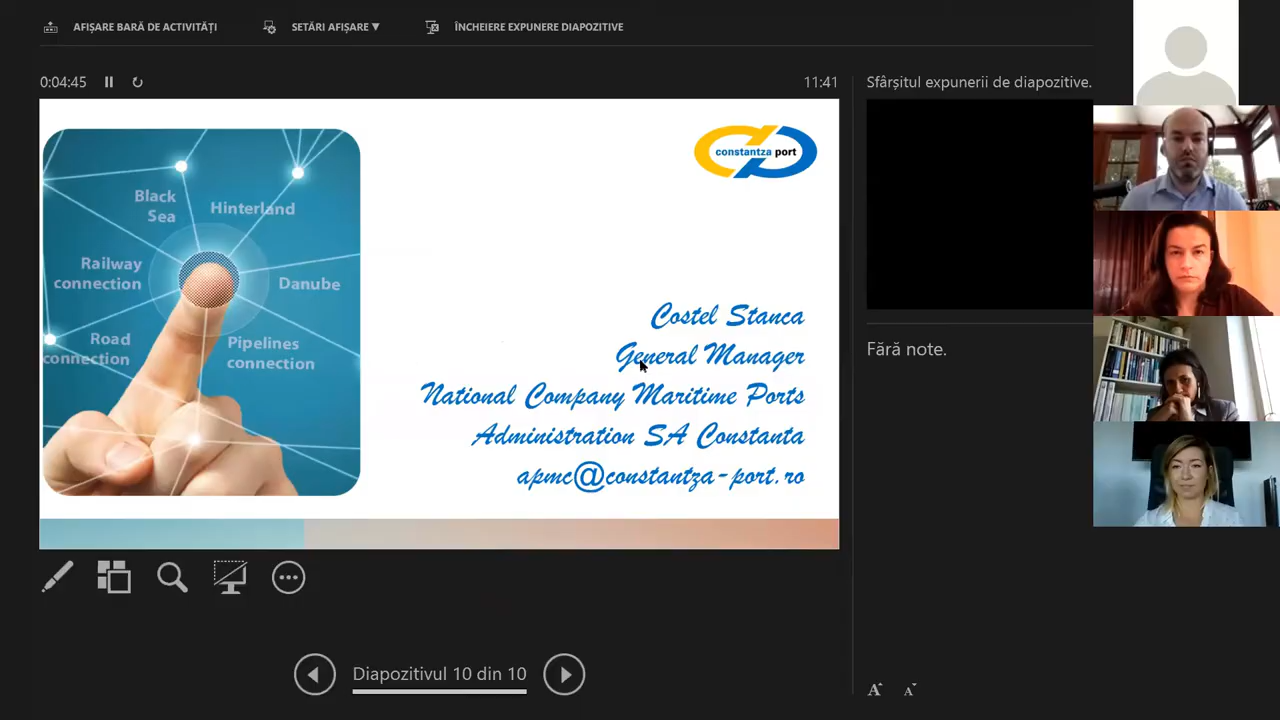 AFIȘARE BARĂ DE ACTIVITĂȚI
SETĂRI AFIȘARE ▼
ÎNCHEIERE EXPUNERE DIAPOZITIVE
0:04:45
11:41
Sfârșitul expunerii de diapozitive.
constantza port
Black
Sea
Hinterland
Railway
connection
Danube
Road
connection
Pipelines
connection
Costel Stanca
General Manager
National Company Maritime Ports
Administration SA Constanta
apmc@constantza-port.ro
Fără note.
Diapozitivul 10 din 10
A A